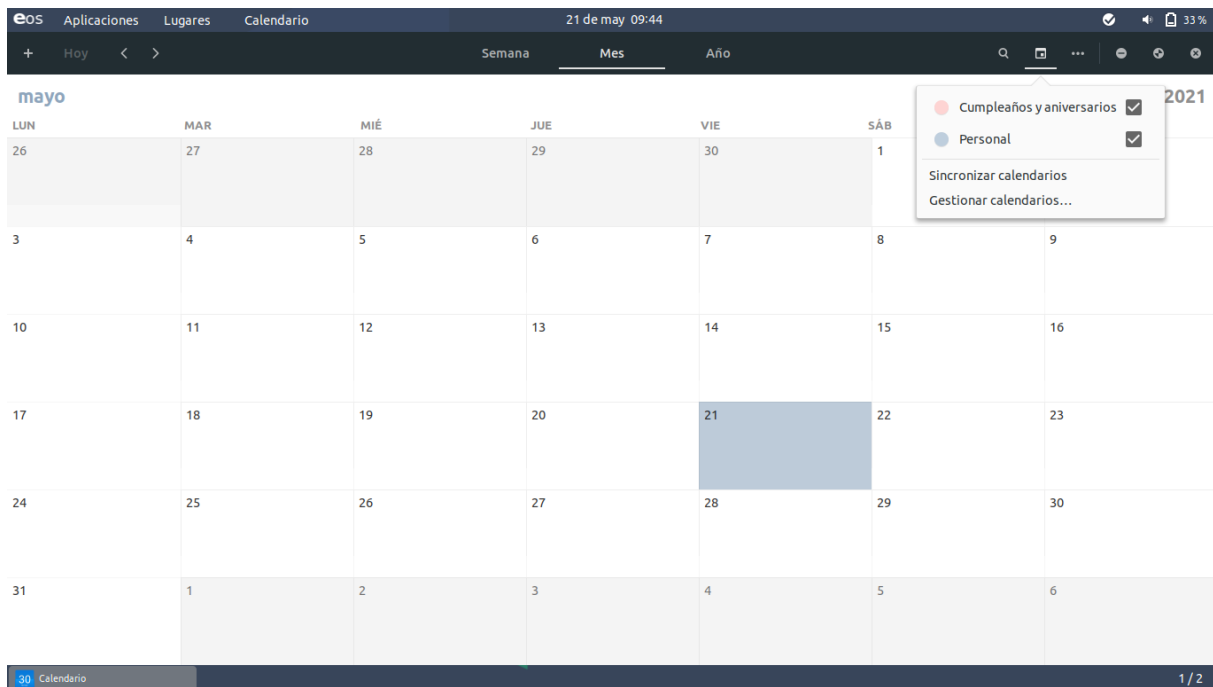 eos Aplicaciones Lugares Calendario 21 de may 09:44 33 %
+ Hoy < > Semana Mes Año
mayo 2021
Cumpleaños y aniversarios
Personal
Sincronizar calendarios
Gestionar calendarios...
LUN MAR MIÉ JUE VIE SÁB
26 27 28 29 30 1
3 4 5 6 7 8 9
10 11 12 13 14 15 16
17 18 19 20 21 22 23
24 25 26 27 28 29 30
31 1 2 3 4 5 6
30 Calendario 1 / 2